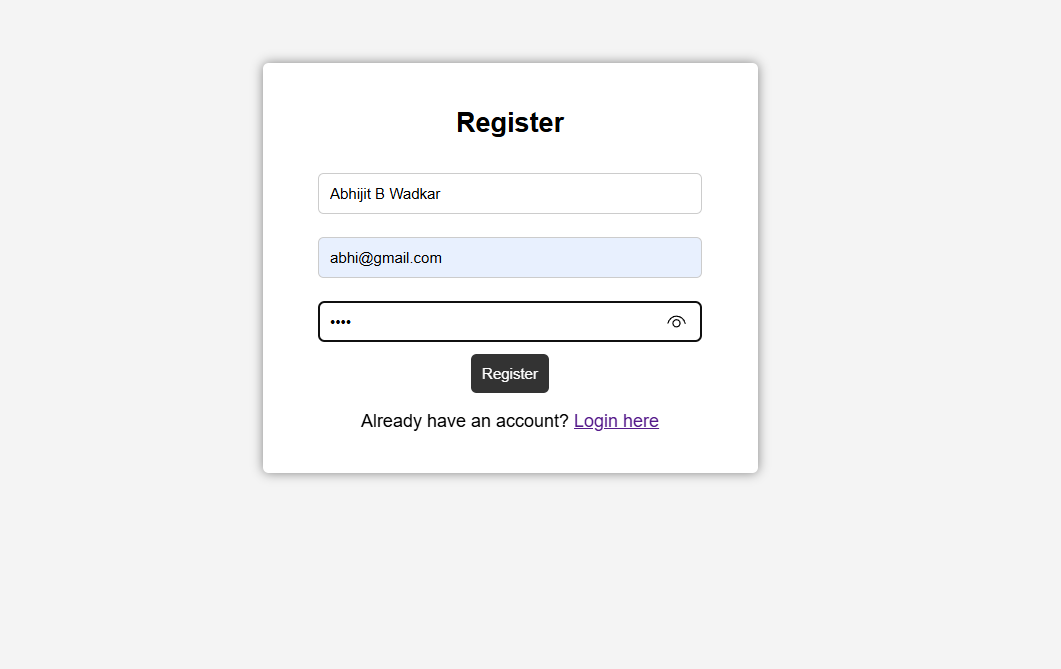 Register
Abhijit B Wadkar
abhi@gmail.com
••••
Register
Already have an account? Login here